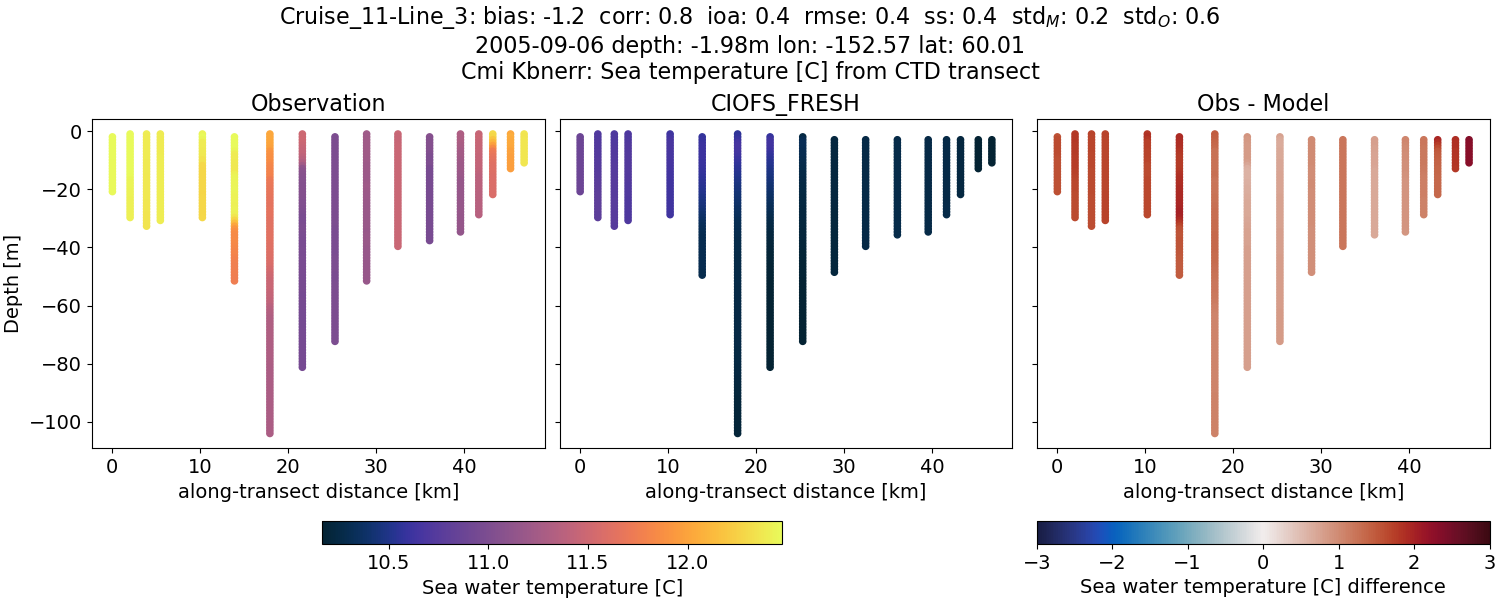 Cruise_11-Line_3: bias: -1.2  corr: 0.8  ioa: 0.4  rmse: 0.4  ss: 0.4  std_M: 0.2  std_O: 0.6
2005-09-06 depth: -1.98m lon: -152.57 lat: 60.01
Cmi Kbnerr: Sea temperature [C] from CTD transect
Observation
CIOFS_FRESH
Obs - Model
Depth [m]
0
−20
−40
−60
−80
−100
0 10 20 30 40
0 10 20 30 40
0 10 20 30 40
along-transect distance [km]
along-transect distance [km]
along-transect distance [km]
10.5 11.0 11.5 12.0
Sea water temperature [C]
−3 −2 −1 0 1 2 3
Sea water temperature [C] difference